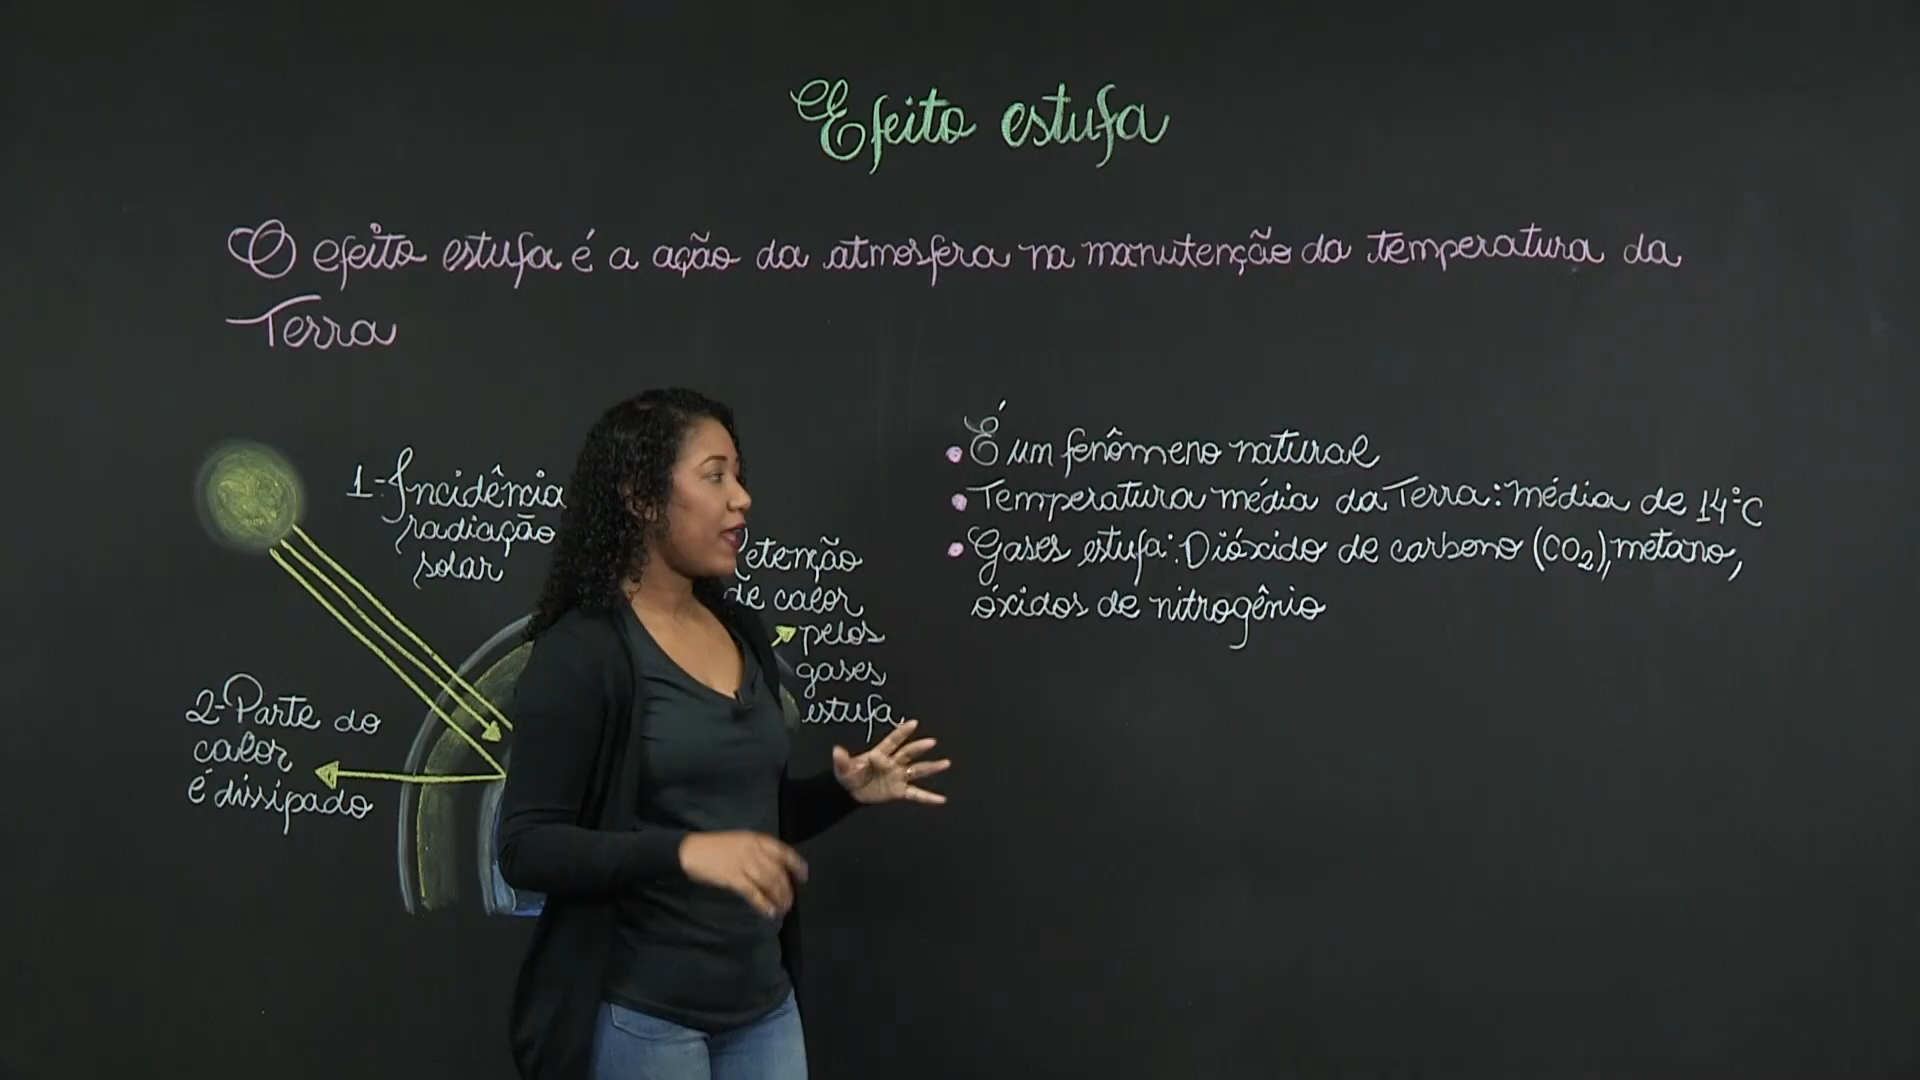 Efeito estufa
O efeito estufa é a ação da atmosfera na manutenção da temperatura da
Terra
1-Incidência
radiação
solar
2-Parte do
calor
é dissipado
etenção
de calor
pelos
gases
estufa
• É um fenômeno natural
• Temperatura média da Terra: média de 14°C
• Gases estufa: Dióxido de carbono (CO₂), metano,
óxidos de nitrogênio